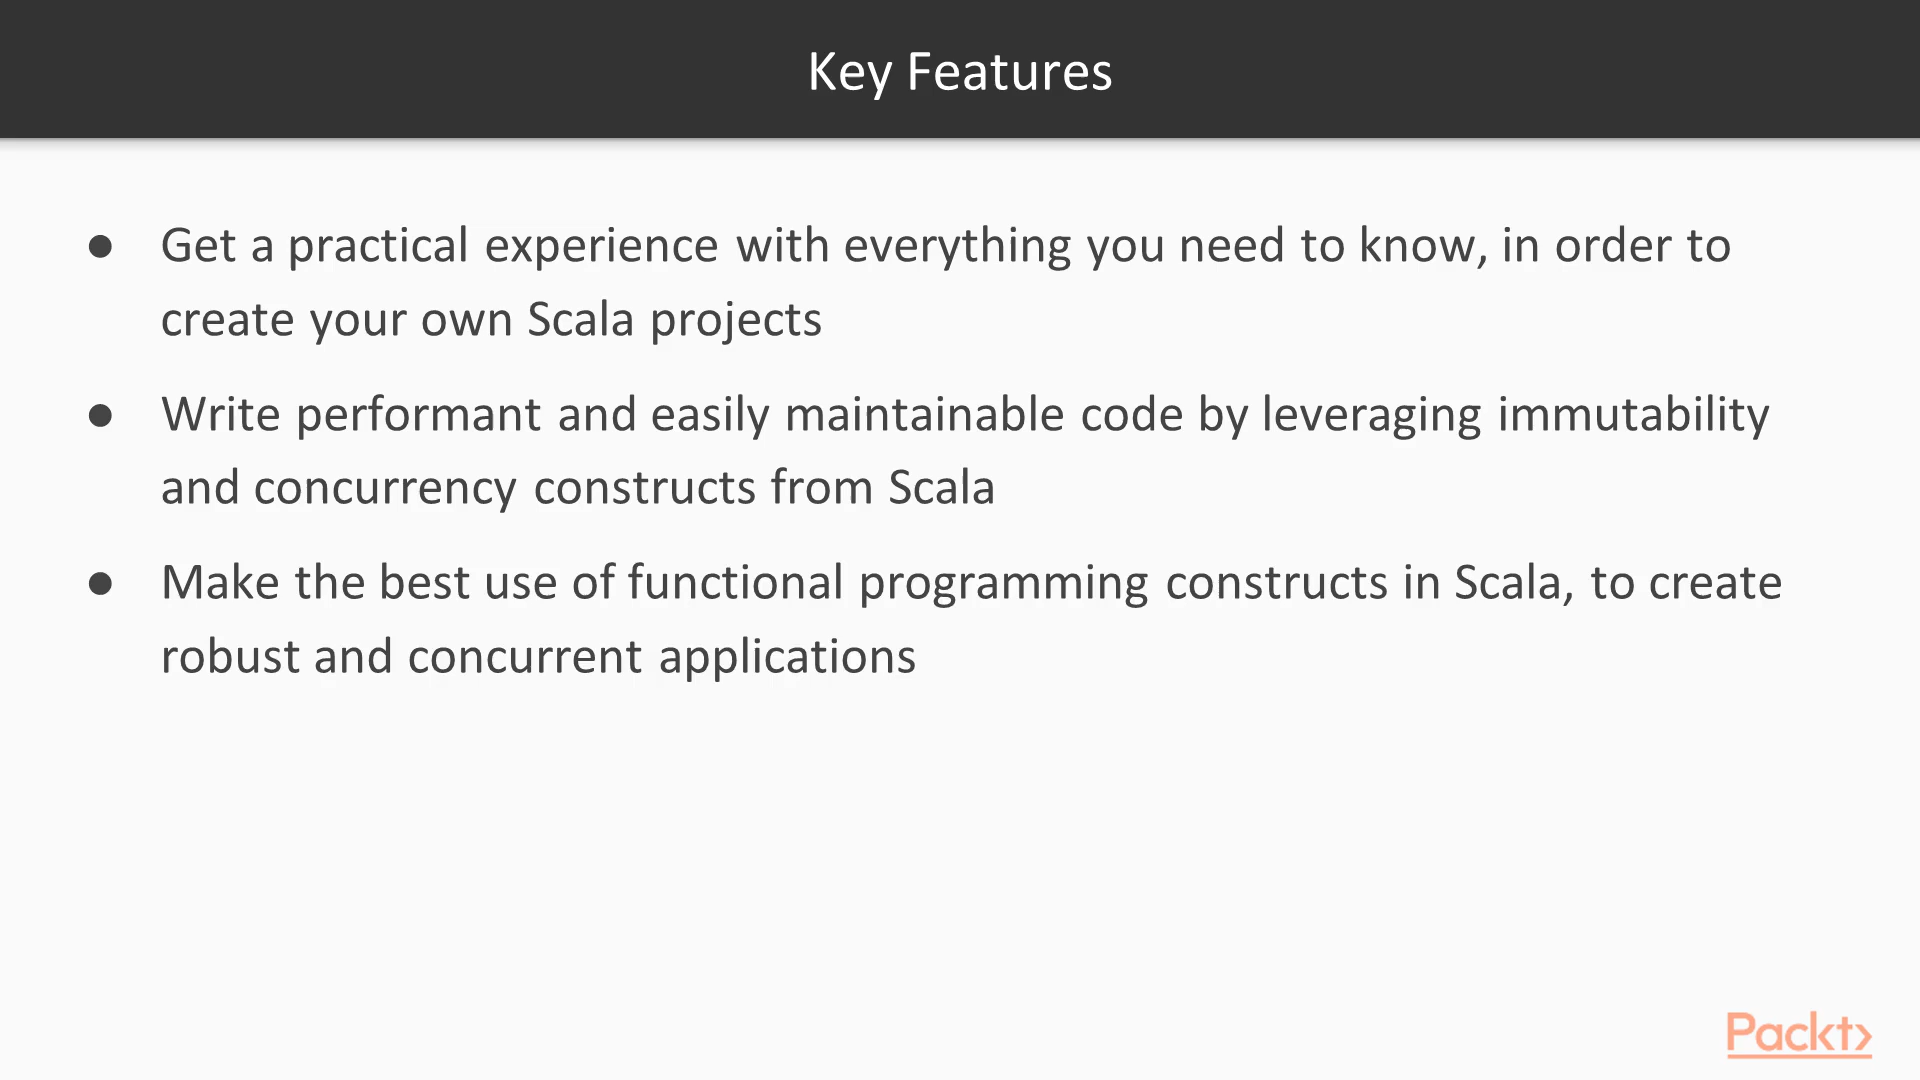 Key Features
● Get a practical experience with everything you need to know, in order to
create your own Scala projects
● Write performant and easily maintainable code by leveraging immutability
and concurrency constructs from Scala
● Make the best use of functional programming constructs in Scala, to create
robust and concurrent applications
Packt>